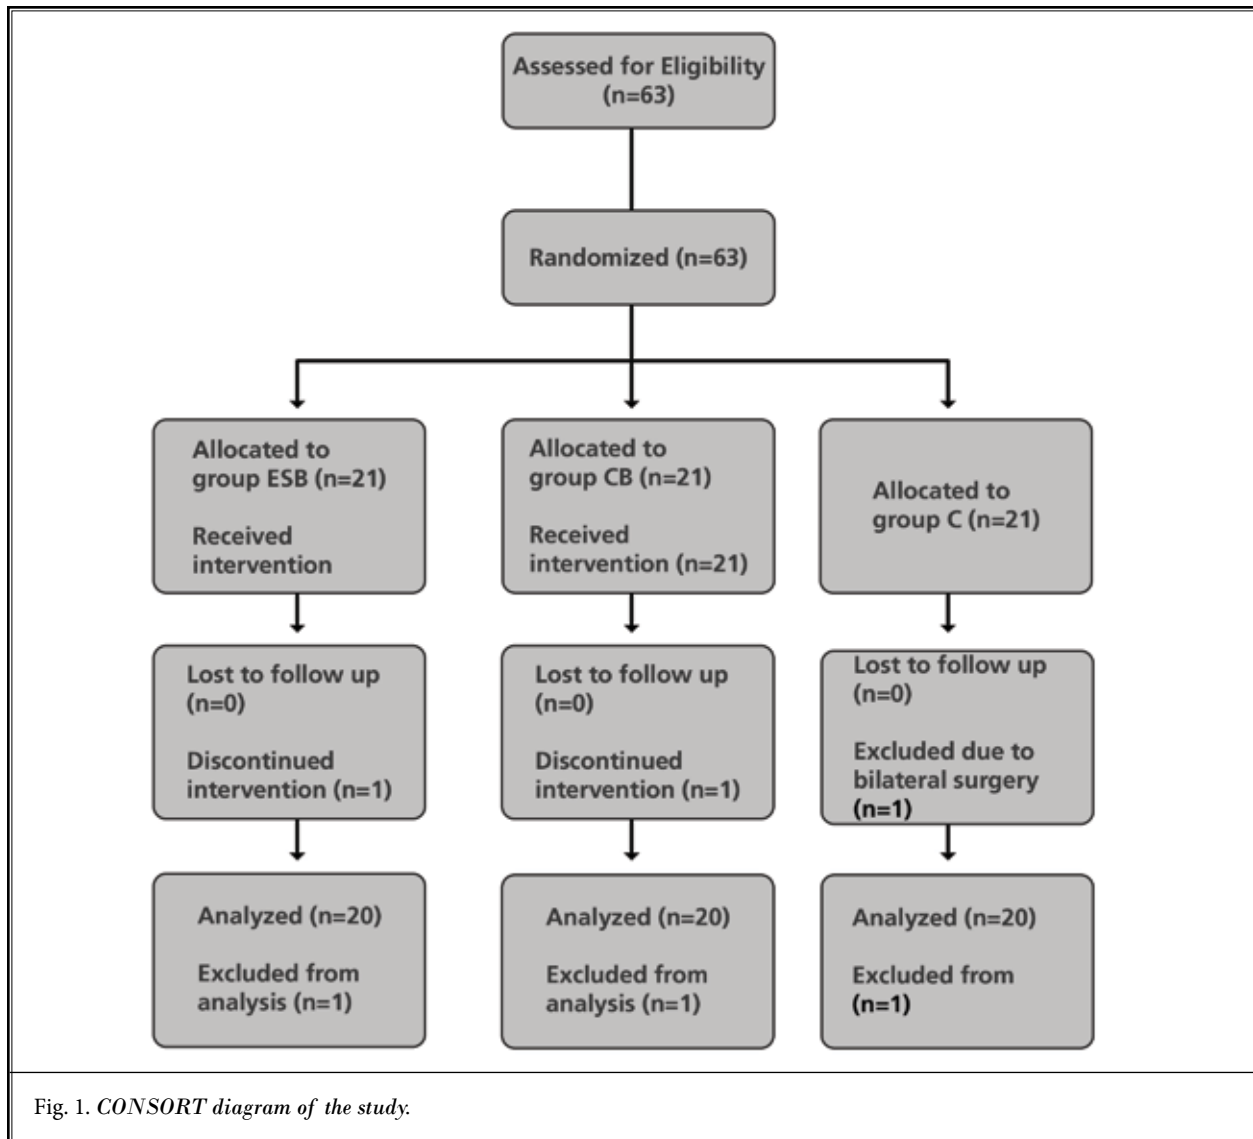 Assessed for Eligibility
(n=63)
Randomized (n=63)
Allocated to
group ESB (n=21)
Received
intervention
Allocated to
group CB (n=21)
Received
intervention (n=21)
Allocated to
group C (n=21)
Lost to follow up
(n=0)
Discontinued
intervention (n=1)
Lost to follow up
(n=0)
Discontinued
intervention (n=1)
Lost to follow up
(n=0)
Excluded due to
bilateral surgery
(n=1)
Analyzed (n=20)
Excluded from
analysis (n=1)
Analyzed (n=20)
Excluded from
analysis (n=1)
Analyzed (n=20)
Excluded from
(n=1)
Fig. 1. CONSORT diagram of the study.